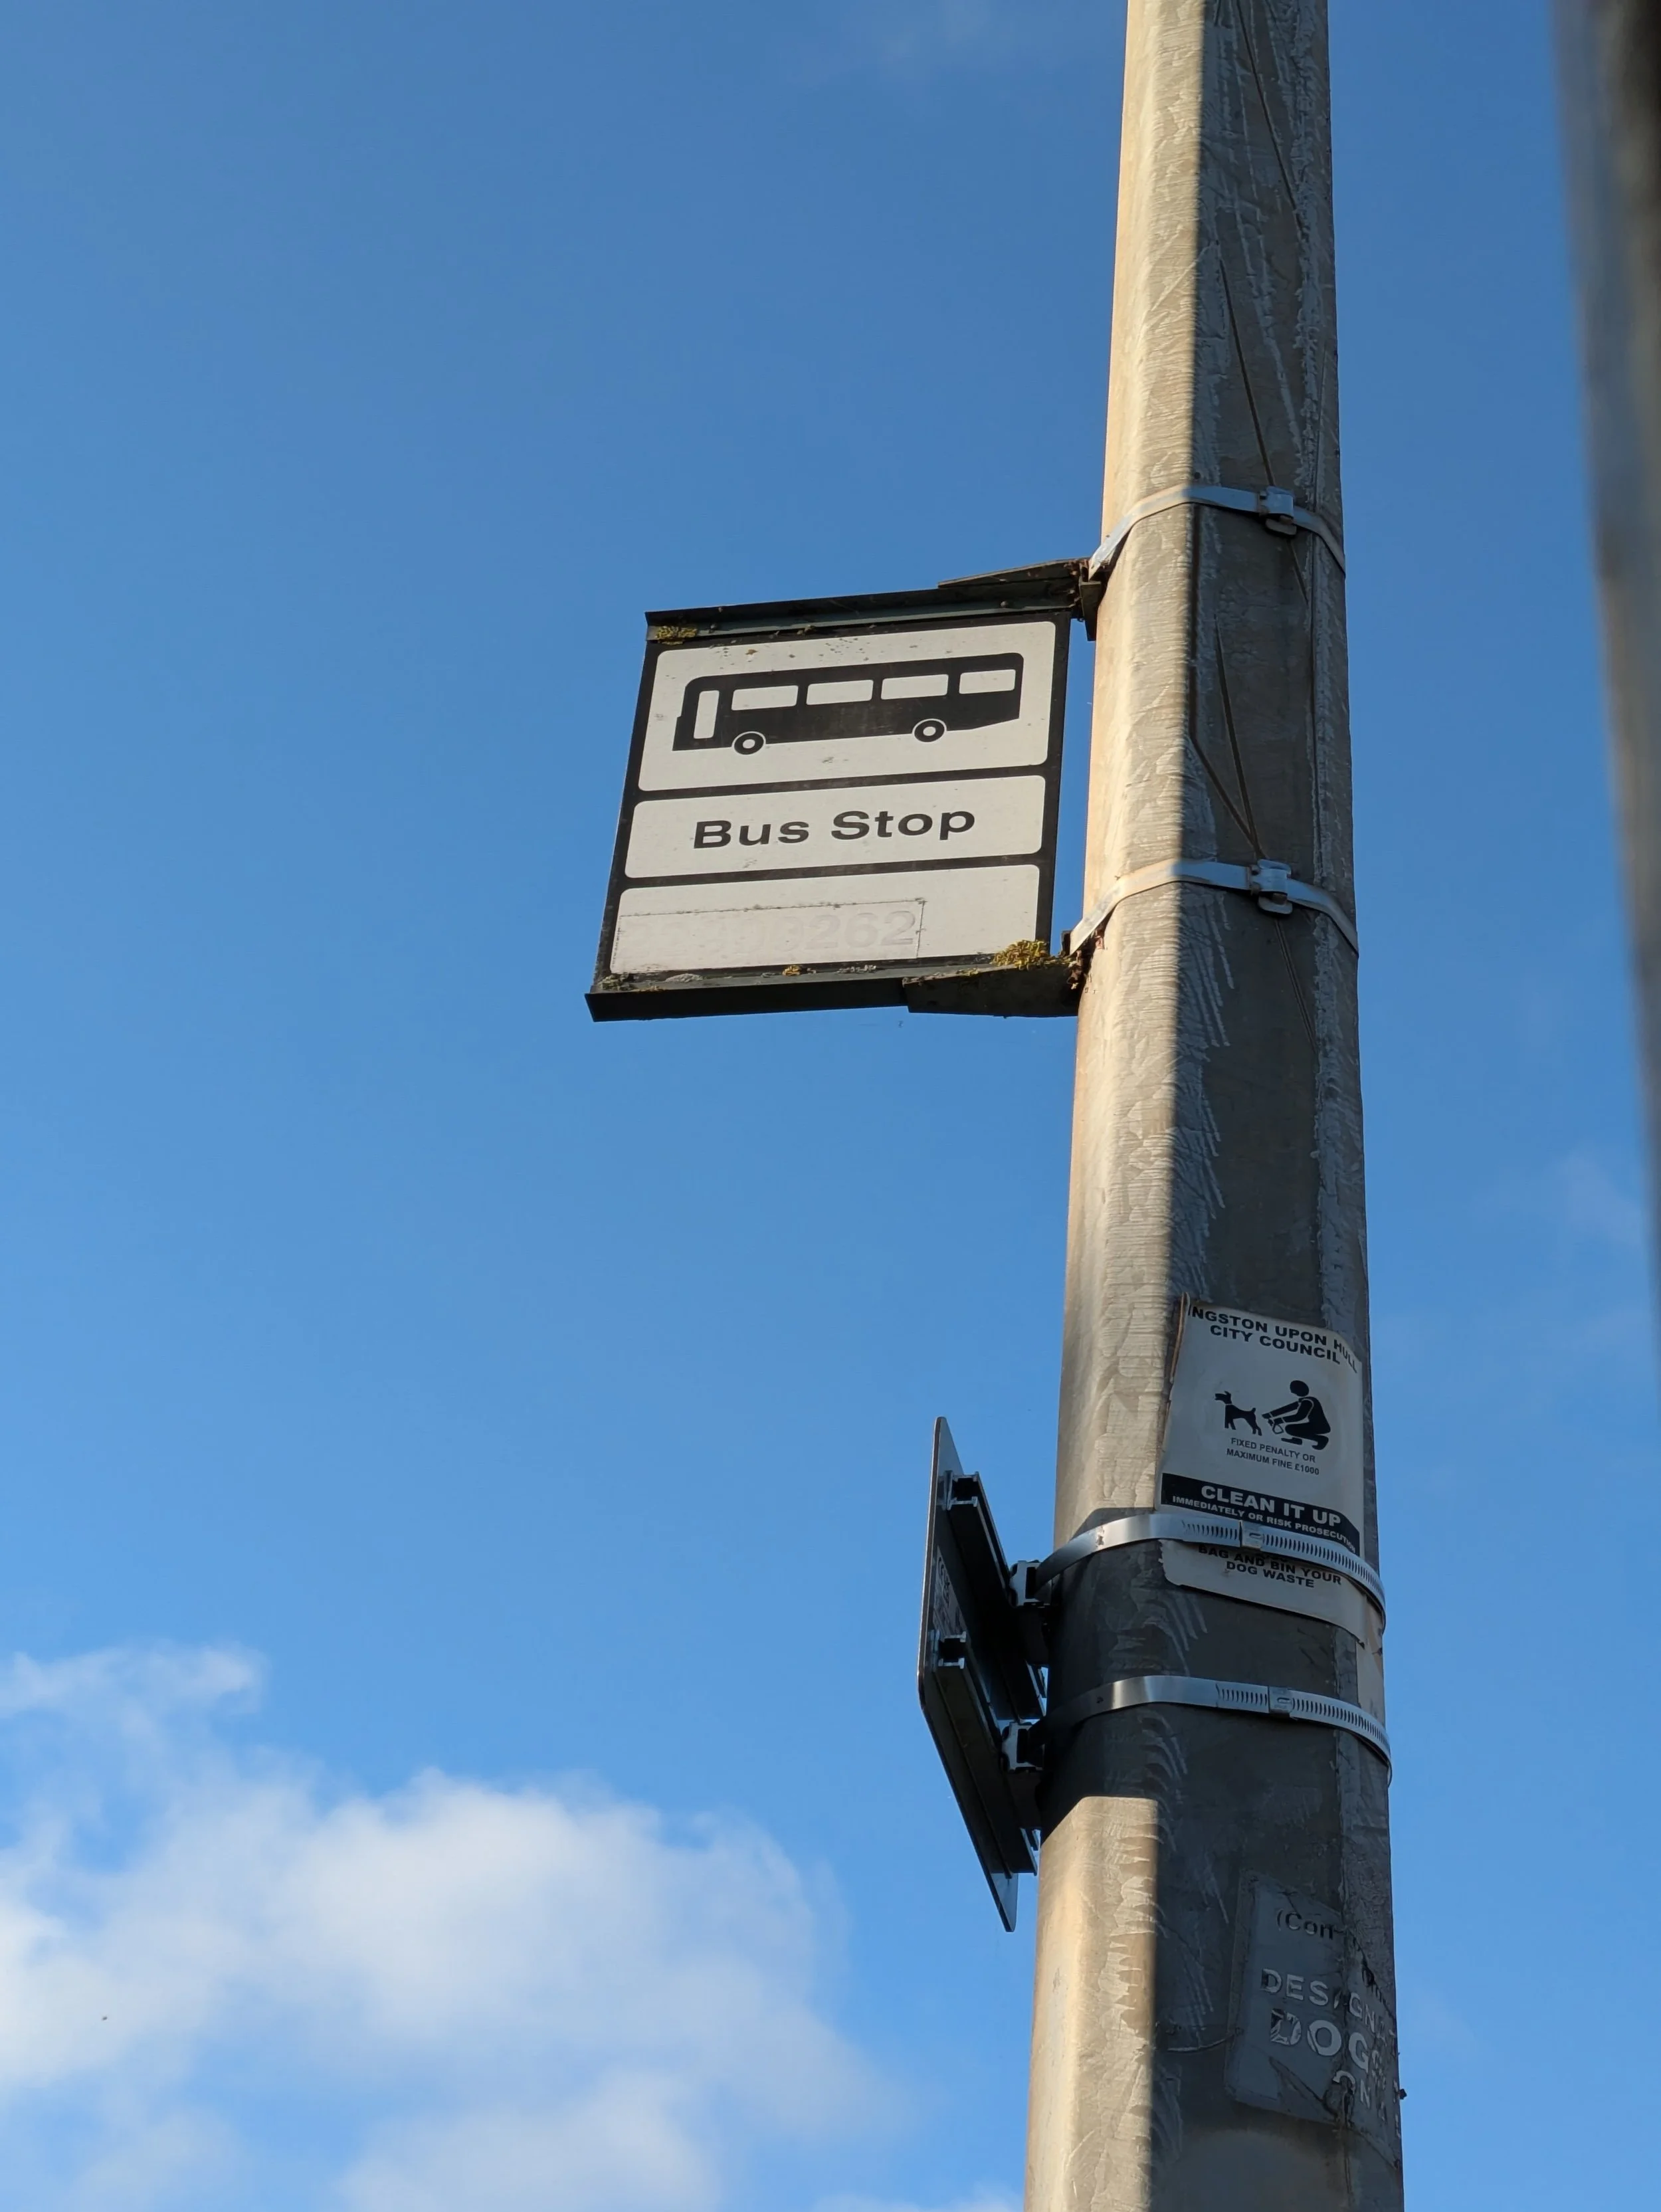 Bus Stop
NGSTON UPON HULL
CITY COUNCIL
FIXED PENALTY OR
MAXIMUM FINE £1000
CLEAN IT UP
IMMEDIATELY OR RISK PROSECUTION
BAG AND BIN YOUR
DOG WASTE